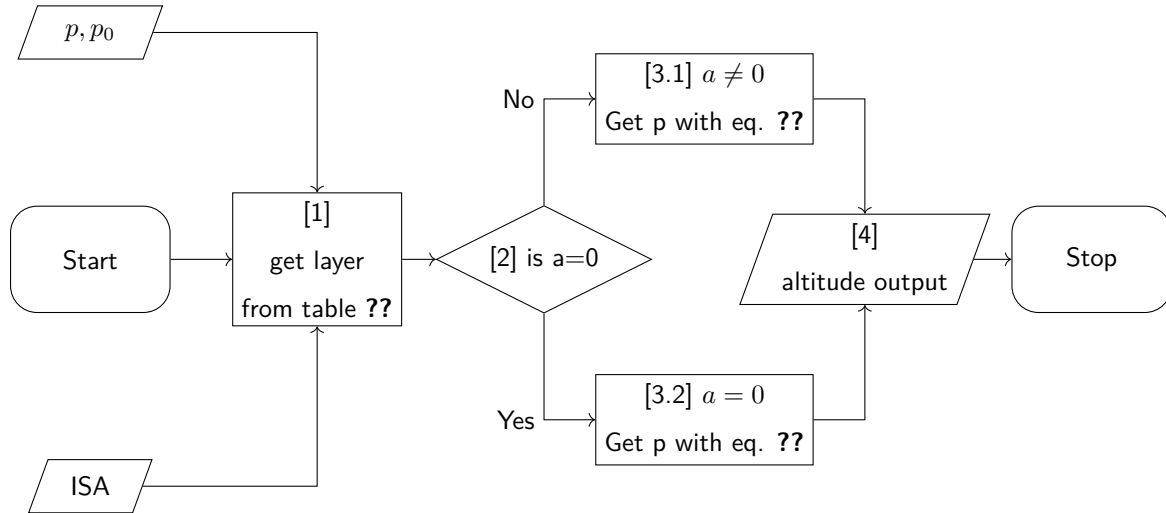 p, p₀
Start
[1]
get layer
from table ??
ISA
[2] is a=0
No
[3.1] a ≠ 0
Get p with eq. ??
Yes
[3.2] a = 0
Get p with eq. ??
[4]
altitude output
Stop